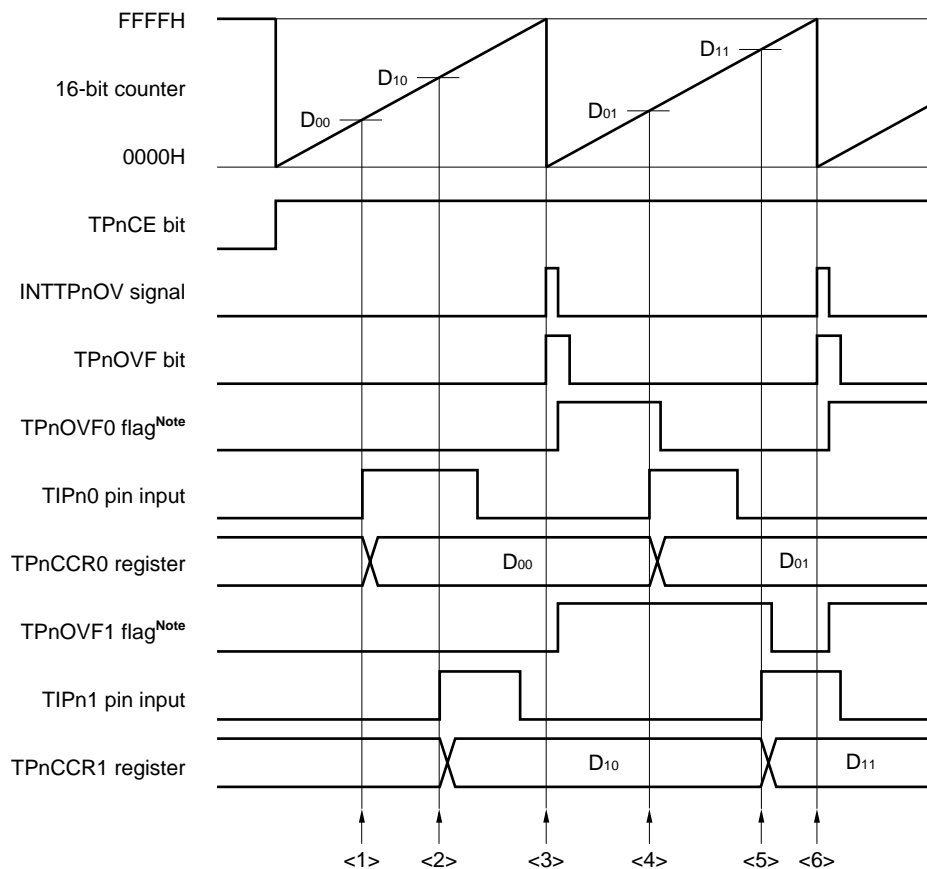 FFFFH
D11
D10
16-bit counter
D01
D00
0000H
TPnCE bit
INTTPnOV signal
TPnOVF bit
TPnOVF0 flagNote
TIPn0 pin input
TPnCCR0 register
D00
D01
TPnOVF1 flagNote
TIPn1 pin input
TPnCCR1 register
D10
D11
<1> <2> <3> <4> <5> <6>